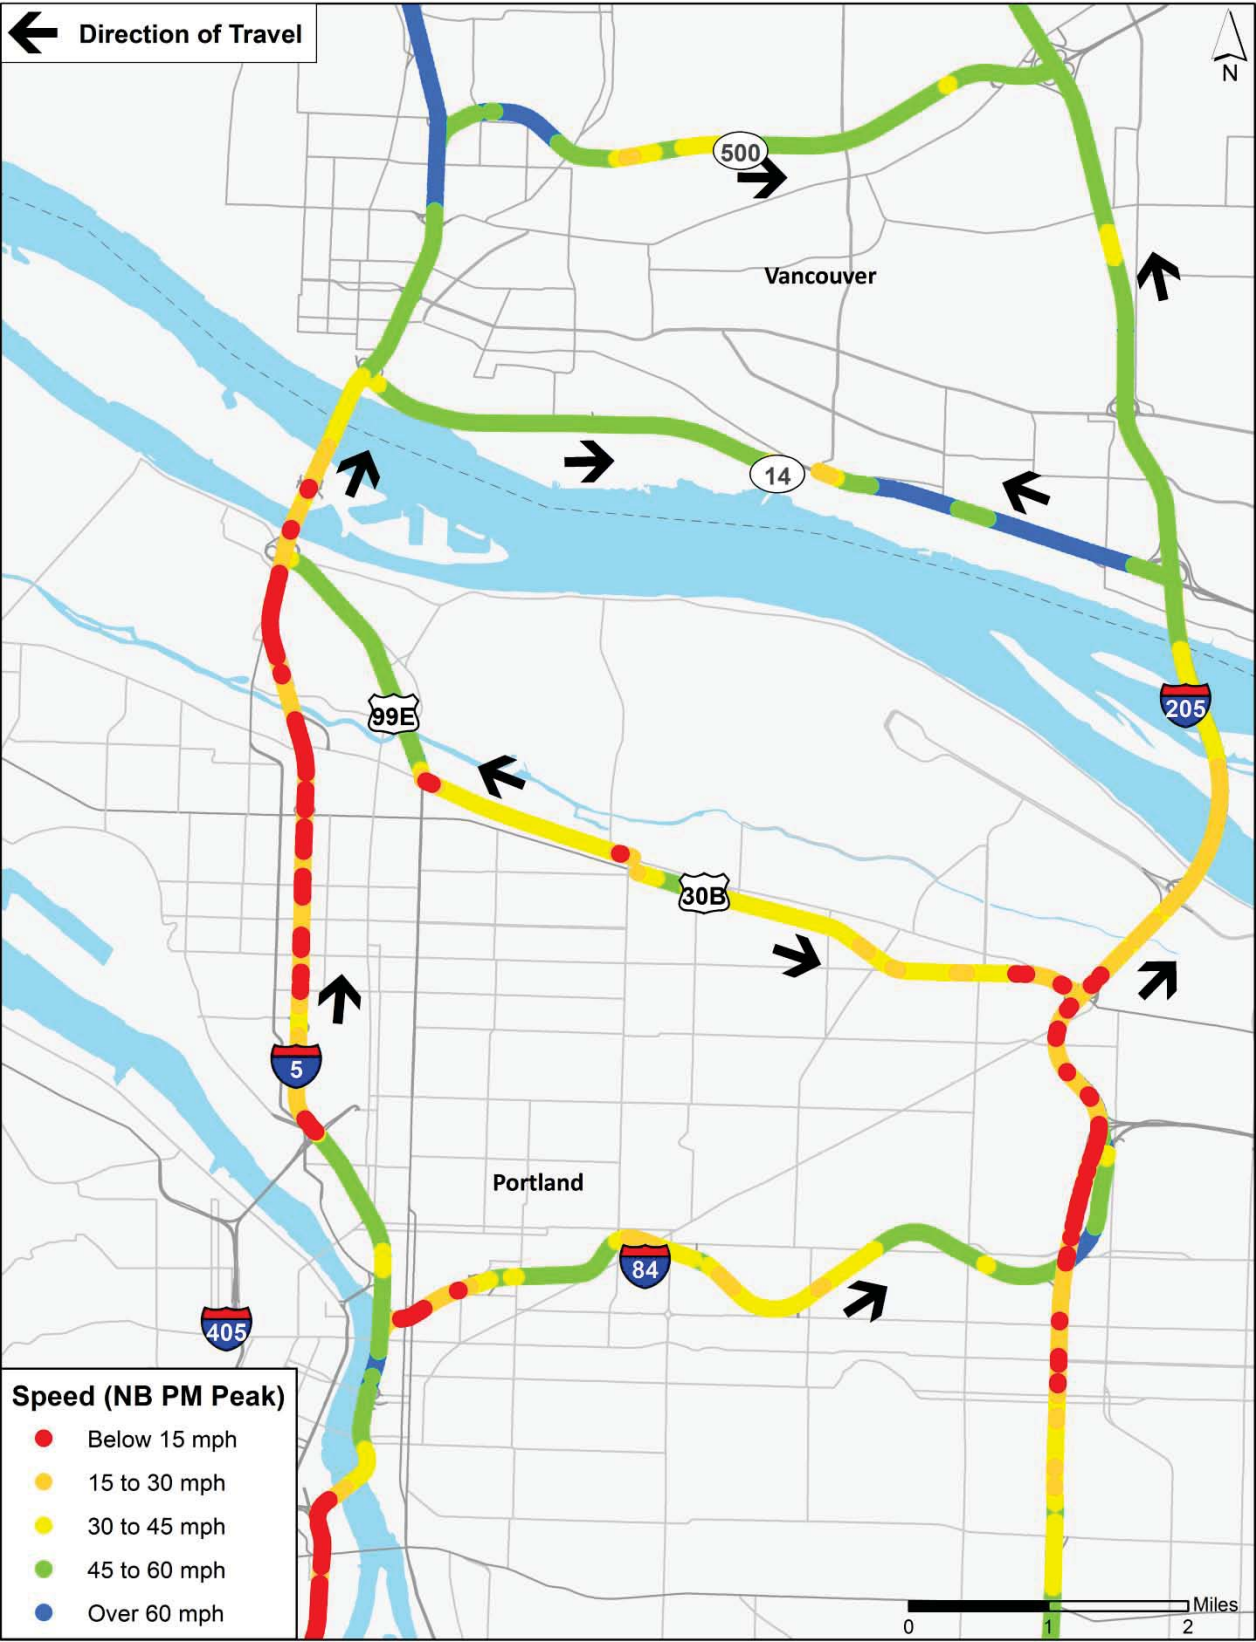 Direction of Travel
N
500
Vancouver
14
205
99E
30B
5
Portland
84
405
Speed (NB PM Peak)
Below 15 mph
15 to 30 mph
30 to 45 mph
45 to 60 mph
Over 60 mph
Miles
0 1 2